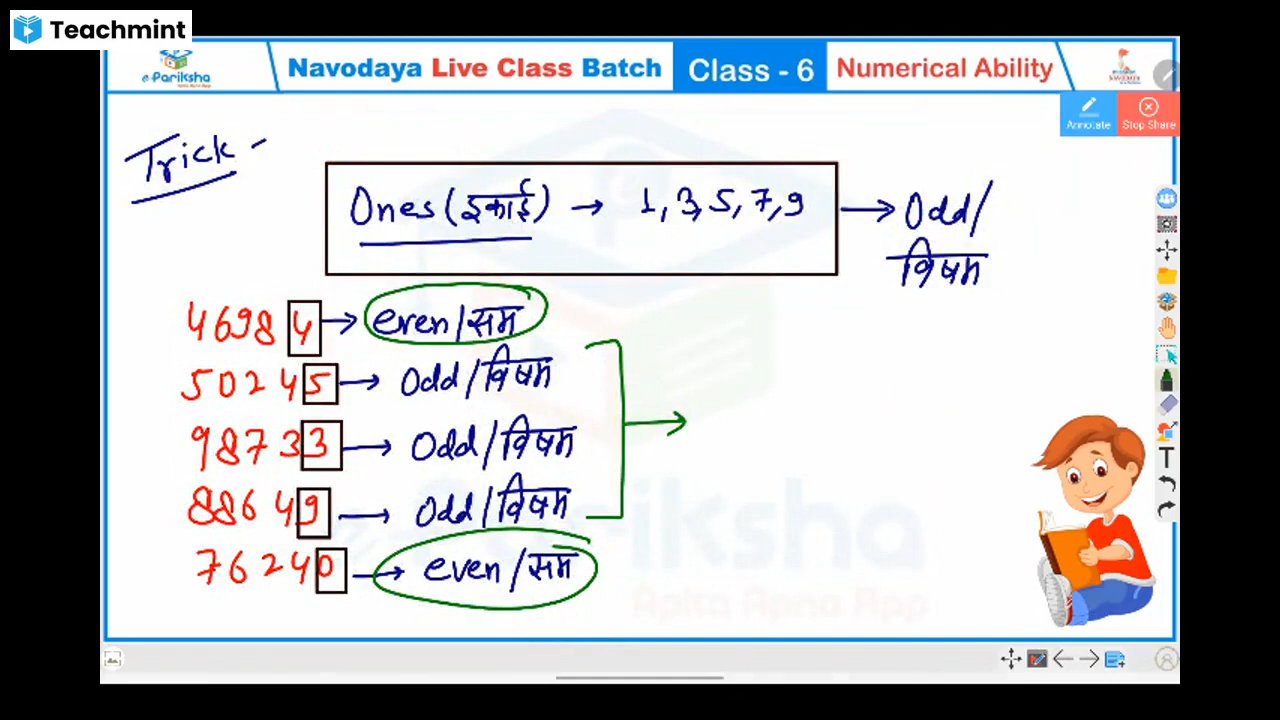 Teachmint
e-Pariksha
Navodaya Live Class Batch
Class - 6
Numerical Ability
Annotate
Stop Share
Trick -
Ones (इकाई) → 1, 3, 5, 7, 9 → Odd/
विषम
46984 → even/सम
50245 → Odd/विषम
98733 → Odd/विषम
88649 → Odd/विषम
76240 → even/सम